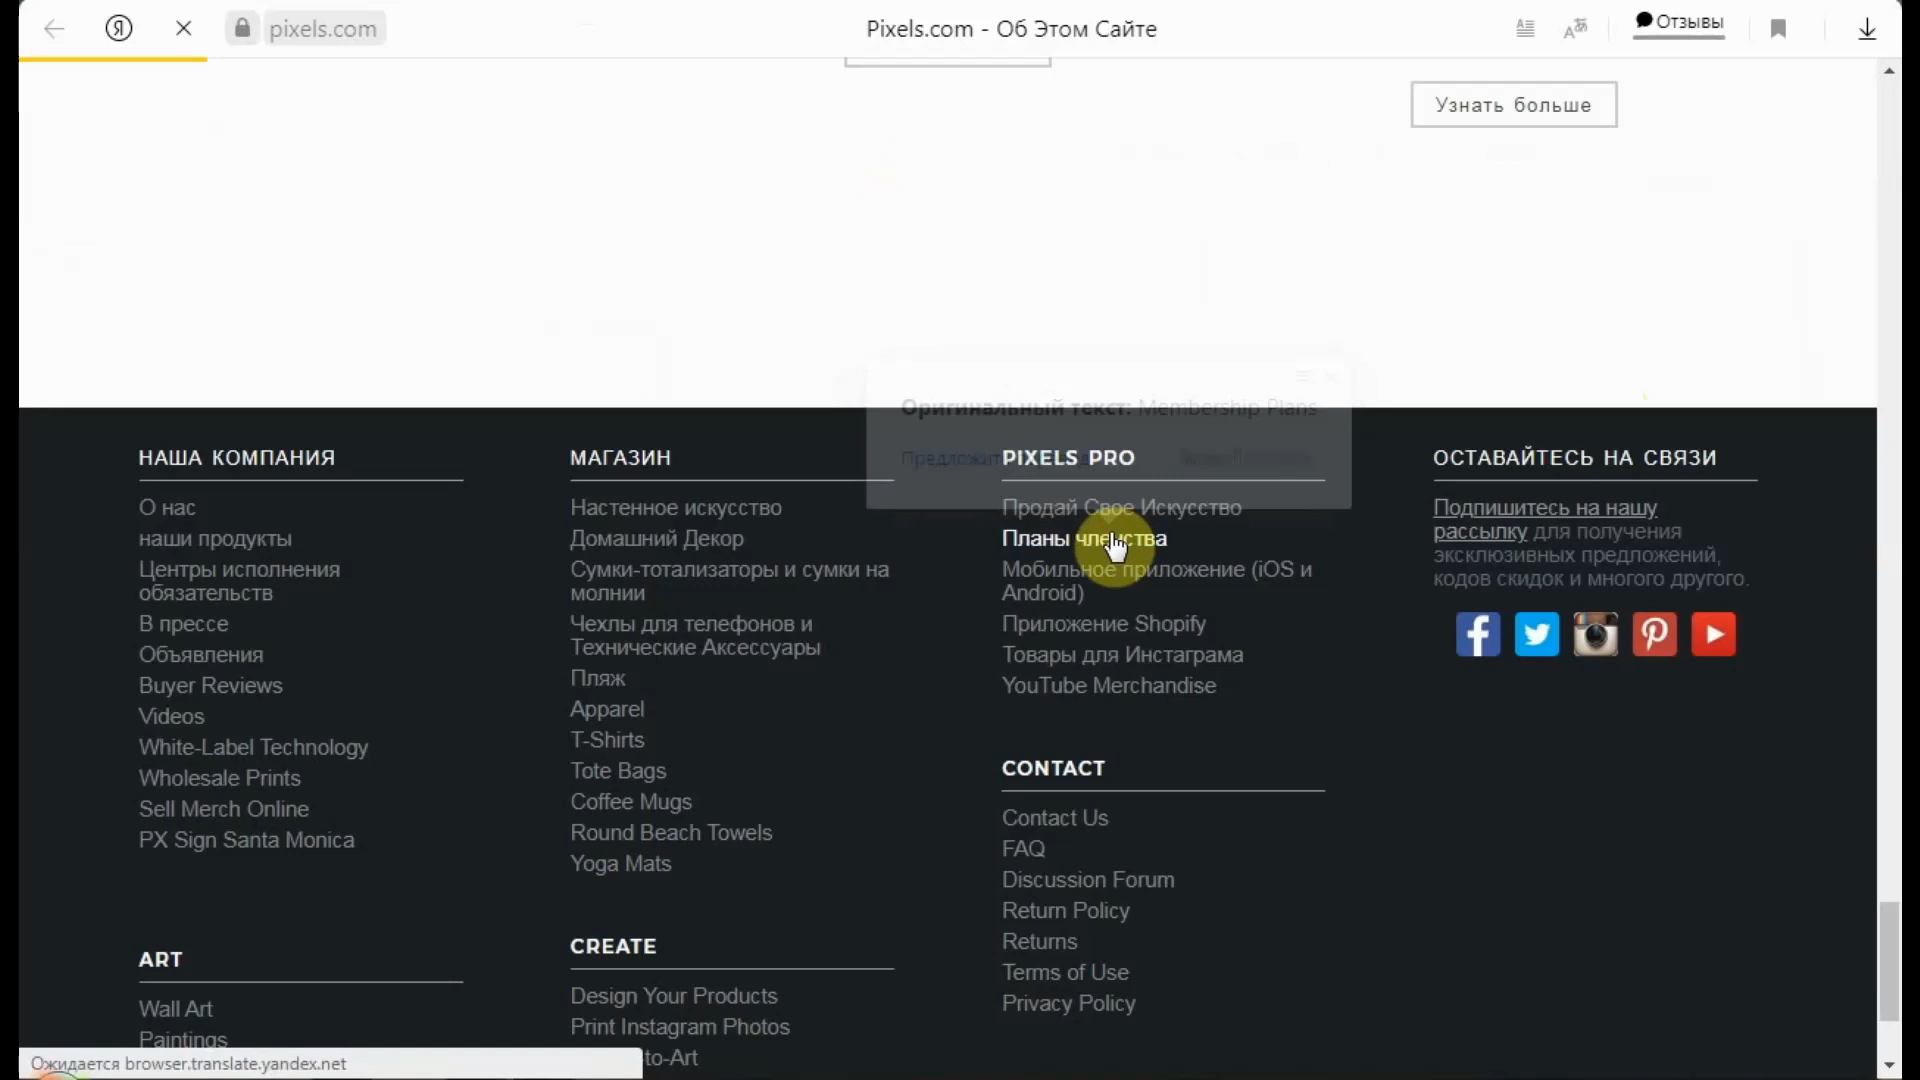 Я
pixels.com
Pixels.com - Об Этом Сайте
Отзывы
Узнать больше
Оригинальный текст: Membership Plans
НАША КОМПАНИЯ
О нас
наши продукты
Центры исполнения
обязательств
В прессе
Объявления
Buyer Reviews
Videos
White-Label Technology
Wholesale Prints
Sell Merch Online
PX Sign Santa Monica
ART
Wall Art
Paintings
МАГАЗИН
Настенное искусство
Домашний Декор
Сумки-тотализаторы и сумки на
молнии
Чехлы для телефонов и
Технические Аксессуары
Пляж
Apparel
T-Shirts
Tote Bags
Coffee Mugs
Round Beach Towels
Yoga Mats
CREATE
Design Your Products
Print Instagram Photos
-to-Art
PIXELS PRO
Продай Свое Искусство
Планы членства
Мобильное приложение (iOS и
Android)
Приложение Shopify
Товары для Инстаграма
YouTube Merchandise
CONTACT
Contact Us
FAQ
Discussion Forum
Return Policy
Returns
Terms of Use
Privacy Policy
ОСТАВАЙТЕСЬ НА СВЯЗИ
Подпишитесь на нашу
рассылку для получения
эксклюзивных предложений,
кодов скидок и многого другого.
Ожидается browser.translate.yandex.net